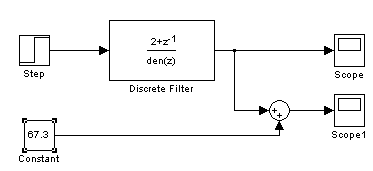 2+z-1
den(z)
Step
Discrete Filter
Scope
67.3
Constant
++
Scope1